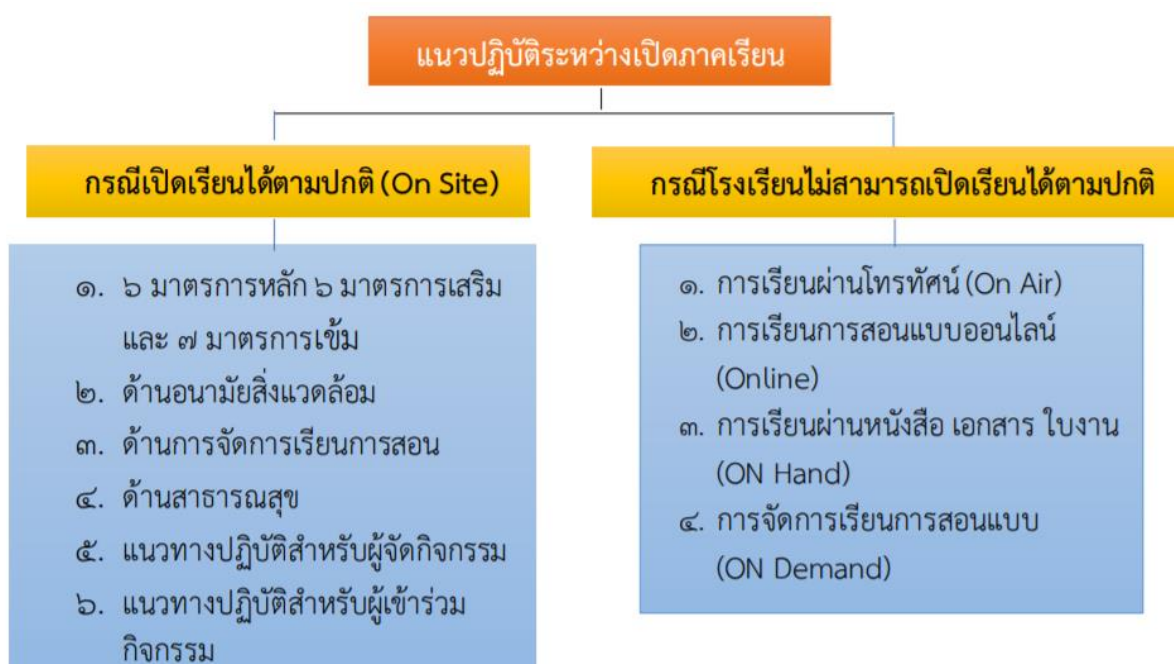 แนวปฏิบัติระหว่างเปิดภาคเรียน
กรณีเปิดเรียนได้ตามปกติ (On Site)
๑. ๖ มาตรการหลัก ๖ มาตรการเสริม
และ ๗ มาตรการเข้ม
๒. ด้านอนามัยสิ่งแวดล้อม
๓. ด้านการจัดการเรียนการสอน
๔. ด้านสาธารณสุข
๕. แนวทางปฏิบัติสำหรับผู้จัดกิจกรรม
๖. แนวทางปฏิบัติสำหรับผู้เข้าร่วม
กิจกรรม
กรณีโรงเรียนไม่สามารถเปิดเรียนได้ตามปกติ
๑. การเรียนผ่านโทรทัศน์ (On Air)
๒. การเรียนการสอนแบบออนไลน์
(Online)
๓. การเรียนผ่านหนังสือ เอกสาร ใบงาน
(ON Hand)
๔. การจัดการเรียนการสอนแบบ
(ON Demand)